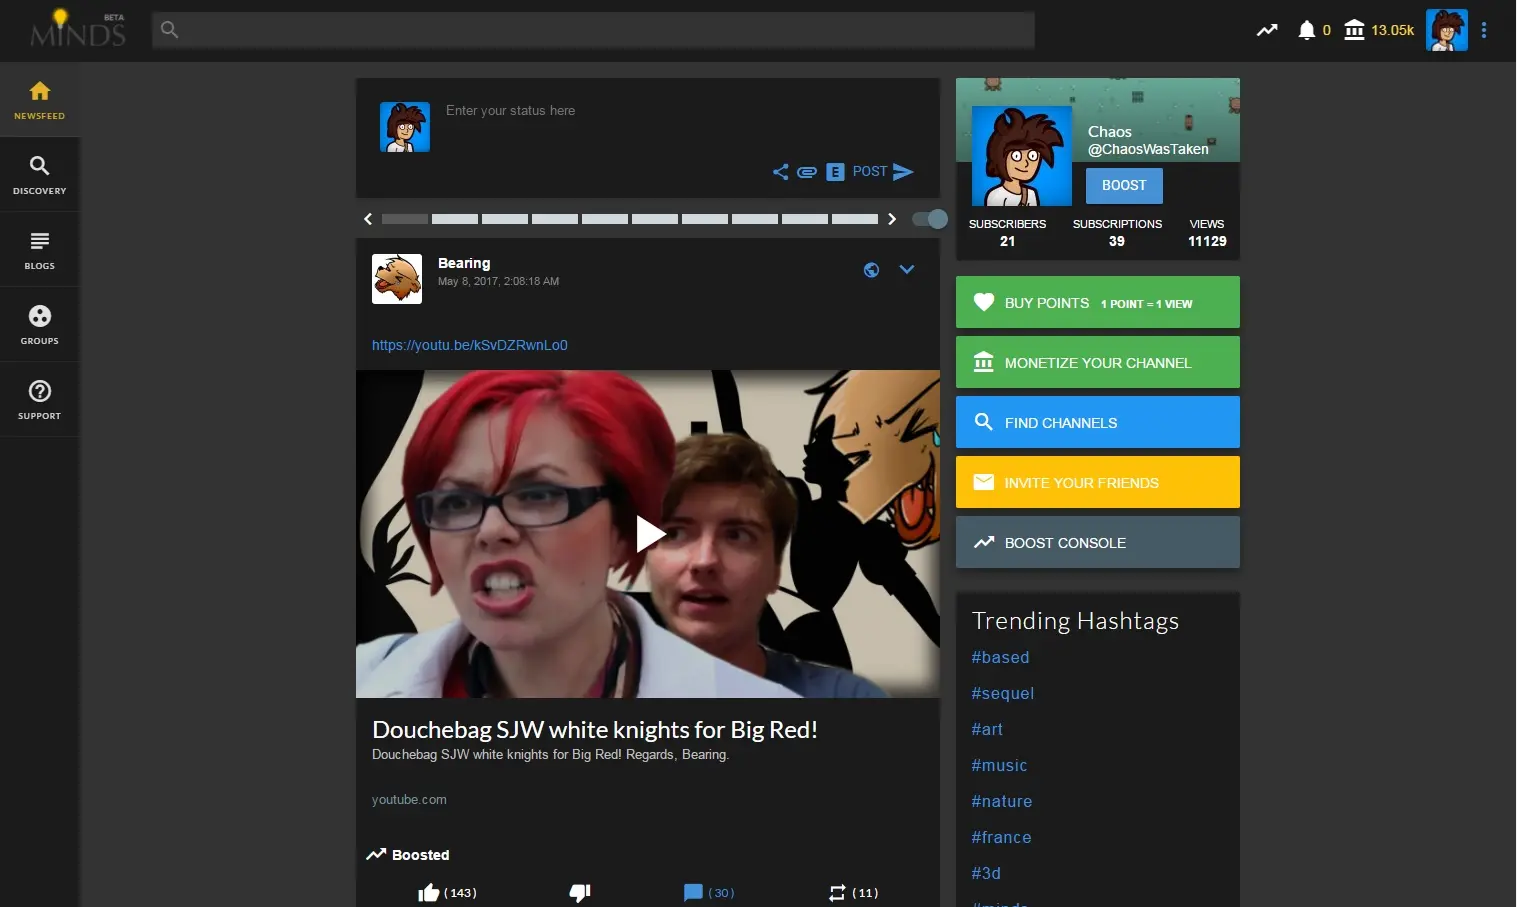 MINDS
BETA
0
13.05k
NEWSFEED
DISCOVERY
BLOGS
GROUPS
SUPPORT
Enter your status here
E
POST
Bearing
May 8, 2017, 2:08:18 AM
https://youtu.be/kSvDZRwnLo0
Douchebag SJW white knights for Big Red!
Douchebag SJW white knights for Big Red! Regards, Bearing.
youtube.com
Boosted
(143)
(30)
(11)
Chaos
@ChaosWasTaken
BOOST
SUBSCRIBERS SUBSCRIPTIONS VIEWS
21 39 11129
BUY POINTS 1 POINT = 1 VIEW
MONETIZE YOUR CHANNEL
FIND CHANNELS
INVITE YOUR FRIENDS
BOOST CONSOLE
Trending Hashtags
#based
#sequel
#art
#music
#nature
#france
#3d